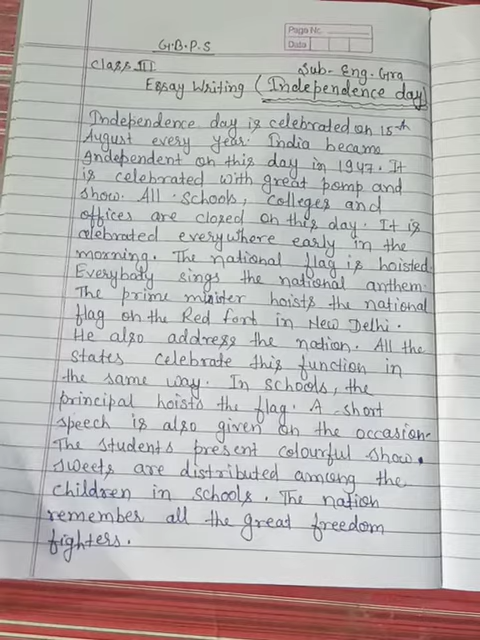 Page No.
Date
G.B.P.S
Class III
Sub- Eng. Gra
Essay Writing (Independence day)
Independence day is celebrated on 15th
August every year. India became
independent on this day in 1947. It
is celebrated with great pomp and
show. All schools, colleges and
offices are closed on this day. It is
celebrated everywhere early in the
morning. The national flag is hoisted.
Everybody sings the national anthem.
The prime minister hoists the national
flag on the Red fort in New Delhi.
He also address the nation. All the
states celebrate this function in
the same way. In schools, the
principal hoists the flag. A short
speech is also given on the occasion.
The students present colourful show.
sweets are distributed among the
children in schools. The nation
remember all the great freedom
fighters.